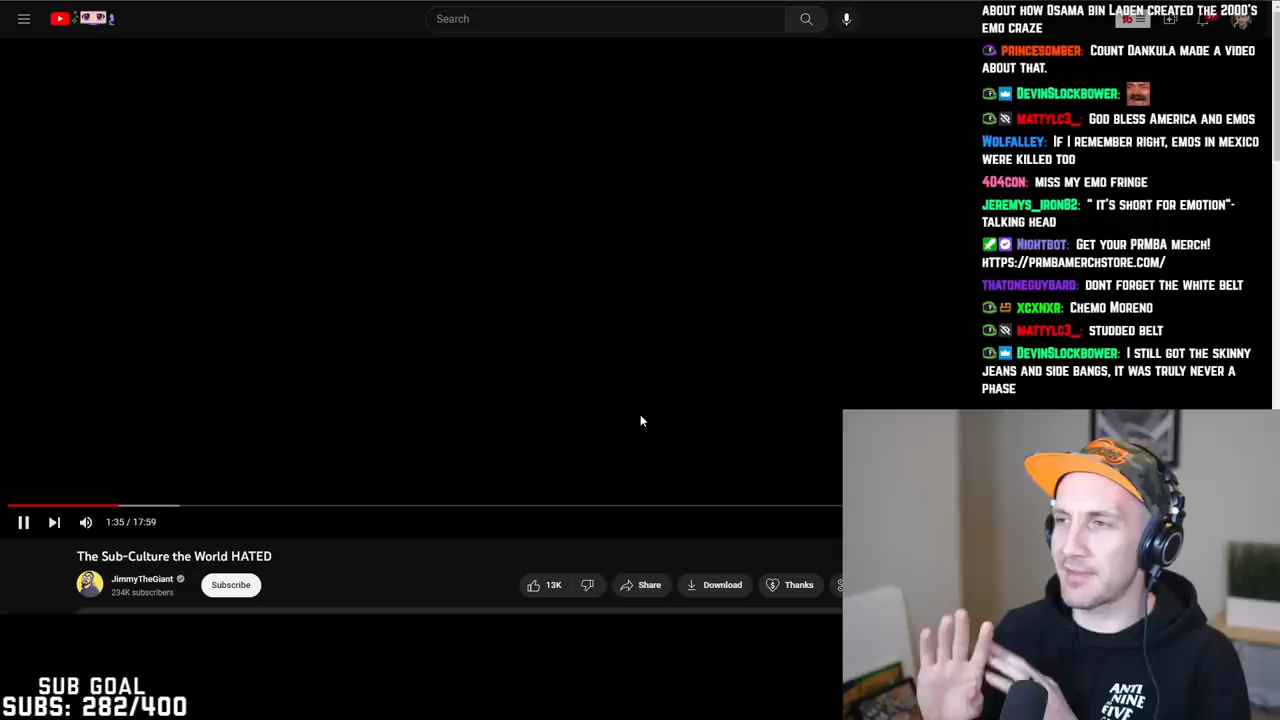 Search
ABOUT HOW OSAMA BIN LADEN CREATED THE 2000'S
EMO CRAZE
PRINCESOMBER: COUNT DANKULA MADE A VIDEO
ABOUT THAT.
DEVINSLOCKBOWER:
MATTYLC3_: GOD BLESS AMERICA AND EMOS
WOLFALLEY: IF I REMEMBER RIGHT, EMOS IN MEXICO
WERE KILLED TOO
404CON: MISS MY EMO FRINGE
JEREMYS_IRON82: " IT'S SHORT FOR EMOTION"-
TALKING HEAD
NIGHTBOT: GET YOUR PRMBA MERCH!
HTTPS://PRMBAMERCHSTORE.COM/
THATONEGUYBARD: DONT FORGET THE WHITE BELT
XCXNXR: CHEMO MORENO
MATTYLC3_: STUDDED BELT
DEVINSLOCKBOWER: I STILL GOT THE SKINNY
JEANS AND SIDE BANGS, IT WAS TRULY NEVER A
PHASE
1:35 / 17:59
The Sub-Culture the World HATED
JimmyTheGiant
234K subscribers
Subscribe
13K
Share
Download
Thanks
SUB GOAL
SUBS: 282/400
ANTI
NINE
FIVE